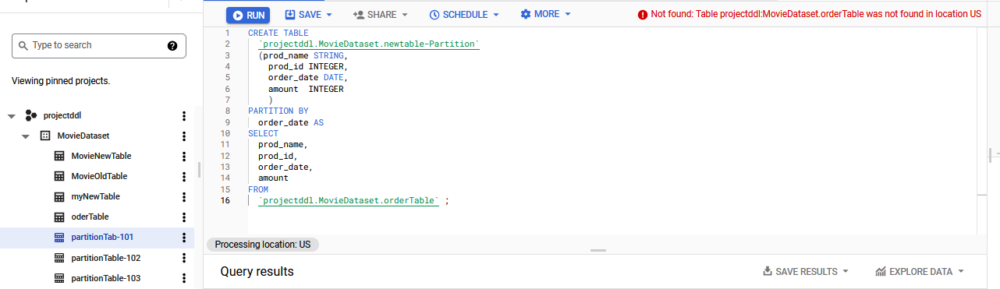 RUN SAVE SHARE SCHEDULE MORE Not found: Table projectddl:MovieDataset.orderTable was not found in location US
Type to search
Viewing pinned projects.
projectddl
MovieDataset
MovieNewTable
MovieOldTable
myNewTable
oderTable
partitionTab-101
partitionTable-102
partitionTable-103
1 CREATE TABLE
2 `projectddl.MovieDataset.newtable-Partition`
3 (prod_name STRING,
4 prod_id INTEGER,
5 order_date DATE,
6 amount  INTEGER
7 )
8 PARTITION BY
9 order_date AS
10 SELECT
11 prod_name,
12 prod_id,
13 order_date,
14 amount
15 FROM
16 `projectddl.MovieDataset.orderTable` ;
Processing location: US
Query results SAVE RESULTS EXPLORE DATA